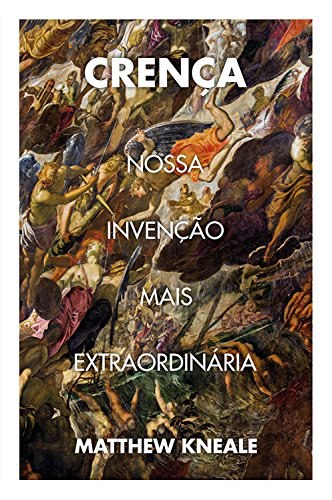 CRENÇA
NOSSA
INVENÇÃO
MAIS
EXTRAORDINÁRIA
MATTHEW KNEALE